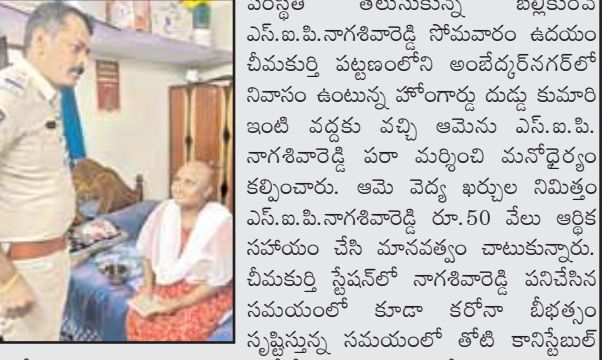 తెలుసుకున్న
ఎస్.ఐ.పి.నాగశివారెడ్డి సోమవారం ఉదయం
చీమకుర్తి పట్టణంలోని అంబేద్కర్‌నగర్‌లో
నివాసం ఉంటున్న హోంగార్డు దుడ్డు కుమారి
ఇంటి వద్దకు వచ్చి ఆమెను ఎస్.ఐ.పి.
నాగశివారెడ్డి పరా మర్శించి మనోధైర్యం
కల్పించారు. ఆమె వెద్య ఖర్చుల నిమిత్తం
ఎస్.ఐ.పి.నాగశివారెడ్డి రూ.50 వేలు ఆర్థిక
సహాయం చేసి మానవత్వం చాటుకున్నారు.
చీమకుర్తి స్టేషన్‌లో నాగశివారెడ్డి పనిచేసిన
సమయంలో కూడా కరోనా బీభత్సం
సృష్టిస్తున్న సమయంలో తోటి కానిస్టేబుల్